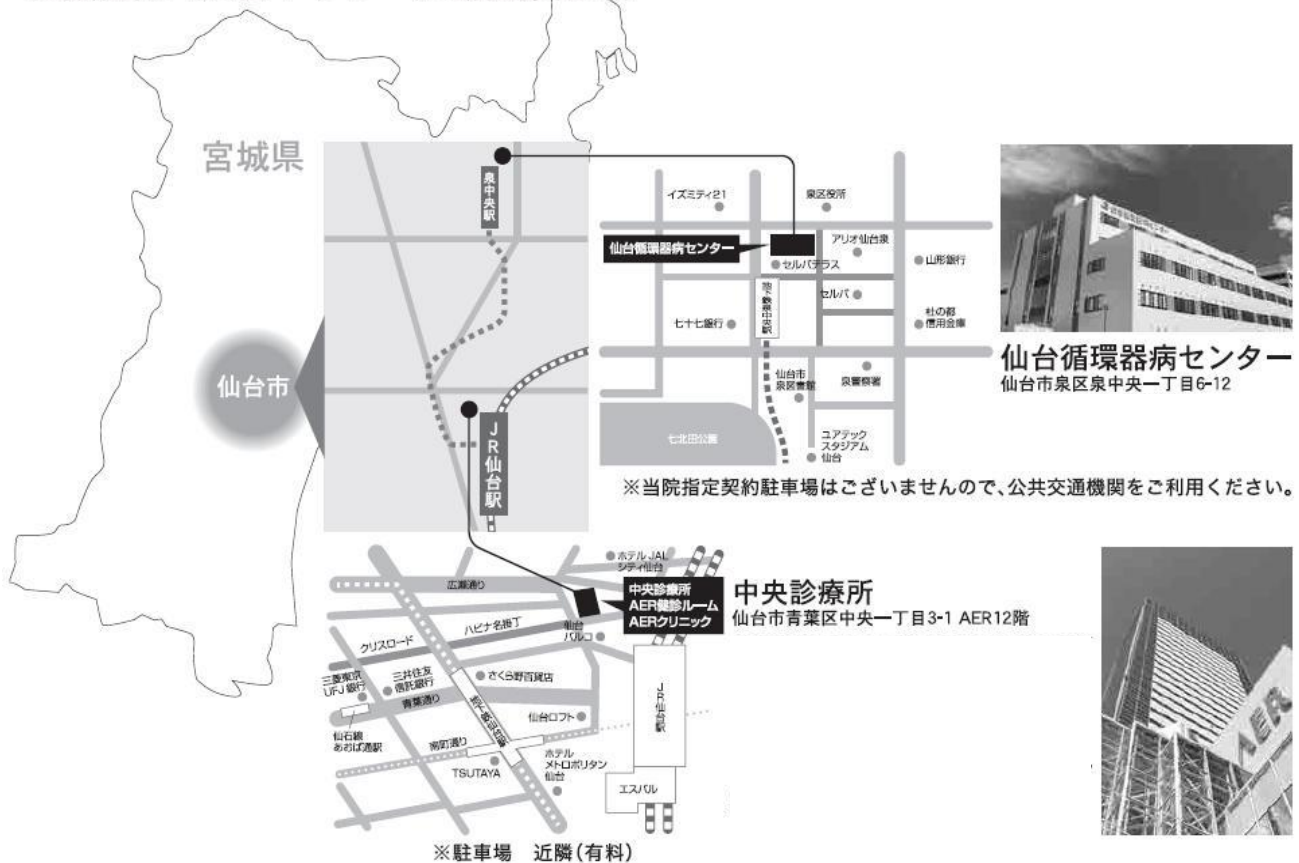 宮城県
仙台市
泉中央駅
JR仙台駅
イズミティ21
泉区役所
仙台循環器病センター
アリオ仙台泉
セルバテラス
山形銀行
セルバ
地下鉄泉中央駅
七十七銀行
杜の都
信用金庫
仙台市
泉図書館
泉警察署
七北田公園
ユアテック
スタジアム
仙台
仙台循環器病センター
仙台市泉区泉中央一丁目6-12
※当院指定契約駐車場はございませんので、公共交通機関をご利用ください。
ホテル JAL
シティ仙台
広瀬通り
中央診療所
AER健診ルーム
AERクリニック
中央診療所
仙台市青葉区中央一丁目3-1 AER12階
ハピナ名掛丁
仙台
パルコ
クリスロード
三菱東京
UFJ銀行
三井住友
信託銀行
さくら野百貨店
青葉通り
JR仙台駅
仙台ロフト
仙石線
あおば通駅
南町通り
TSUTAYA
ホテル
メトロポリタン
仙台
エスパル
AER
※駐車場 近隣(有料)